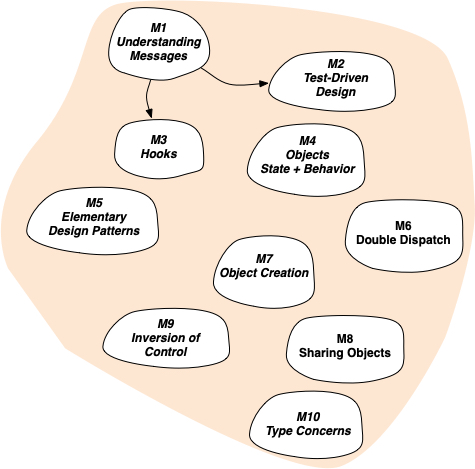 M1
Understanding
Messages
M2
Test-Driven
Design
M3
Hooks
M4
Objects
State + Behavior
M5
Elementary
Design Patterns
M6
Double Dispatch
M7
Object Creation
M9
Inversion of
Control
M8
Sharing Objects
M10
Type Concerns